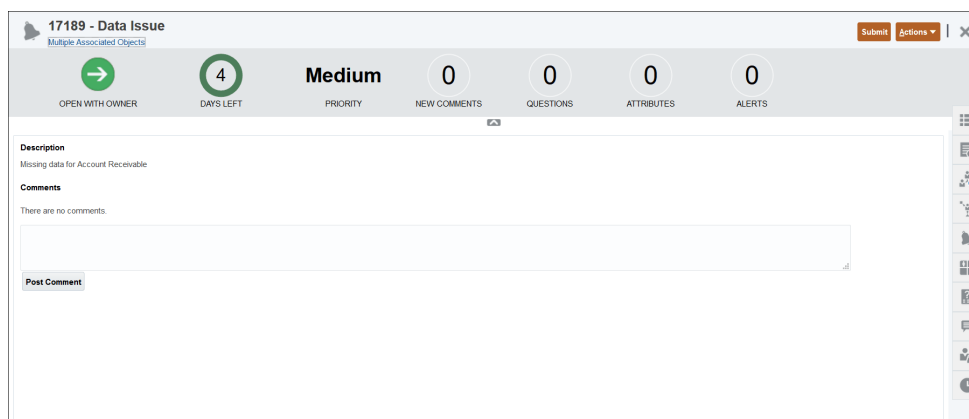 17189 - Data Issue
Multiple Associated Objects
Submit
Actions
4
Medium
0
0
0
0
OPEN WITH OWNER
DAYS LEFT
PRIORITY
NEW COMMENTS
QUESTIONS
ATTRIBUTES
ALERTS
Description
Missing data for Account Receivable
Comments
There are no comments.
Post Comment